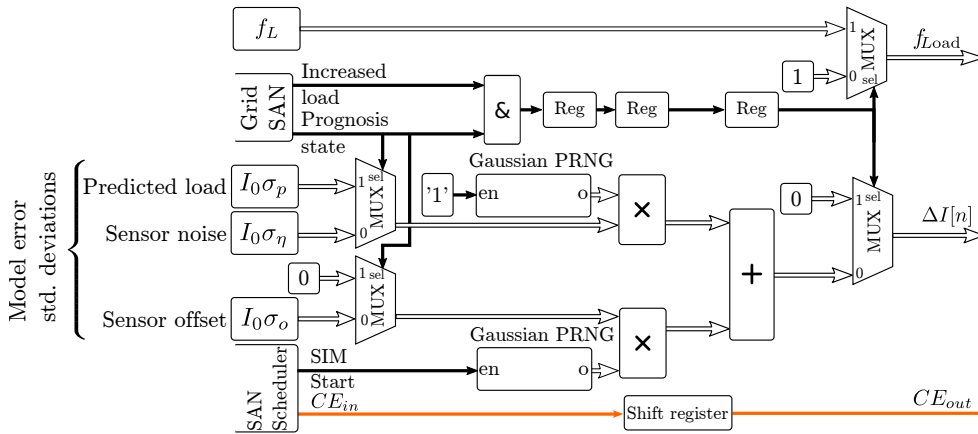 f_L
1
MUX
0
sel
f_Load
1
Grid
SAN
Increased
load
Prognosis
state
&
Reg
Reg
Reg
Model error
std. deviations
Predicted load
I_0σ_p
1
sel
MUX
0
Sensor noise
I_0σ_η
'1'
Gaussian PRNG
en
o
×
0
1
sel
MUX
0
ΔI[n]
0
1
sel
MUX
0
Sensor offset
I_0σ_o
+
Gaussian PRNG
en
o
×
SAN
Scheduler
SIM
Start
CE_in
Shift register
CE_out